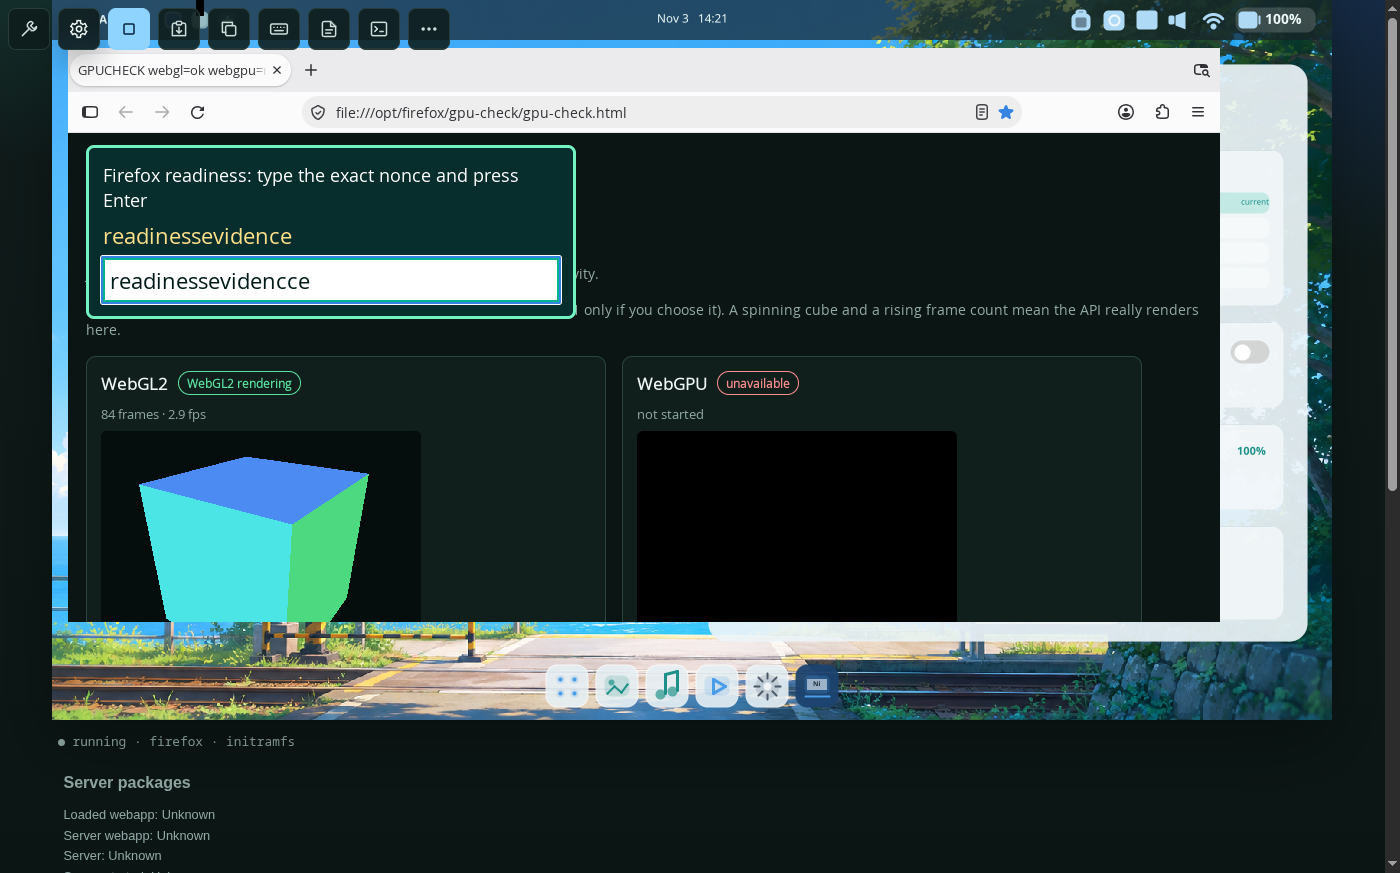 Nov 3 14:21
100%
GPUCHECK webgl=ok webgpu=
file:///opt/firefox/gpu-check/gpu-check.html
Firefox readiness: type the exact nonce and press
Enter
readinessevidence
readinessevidencce
vity.
only if you choose it). A spinning cube and a rising frame count mean the API really renders
here.
current
WebGL2 WebGL2 rendering
84 frames · 2.9 fps
WebGPU unavailable
not started
100%
Ni
● running · firefox · initramfs
Server packages
Loaded webapp: Unknown
Server webapp: Unknown
Server: Unknown